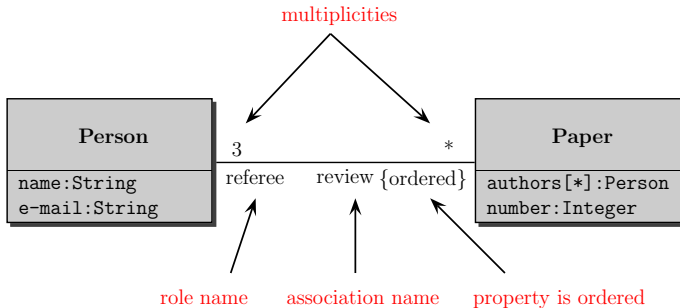 multiplicities
Person
name:String
e-mail:String
3
*
referee
review
{ordered}
Paper
authors[*]:Person
number:Integer
role name
association name
property is ordered